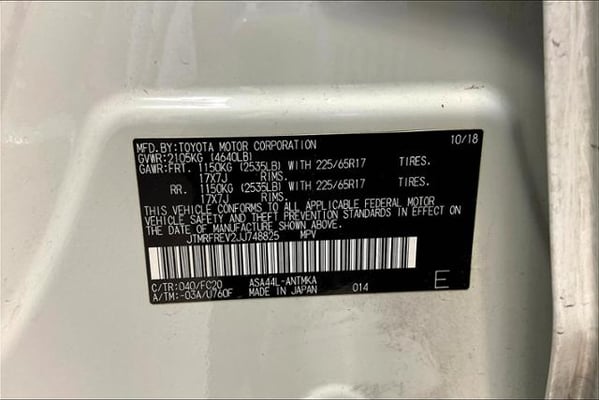 MFD.BY:TOYOTA MOTOR CORPORATION 10/18
GVWR:2105KG (4640LB)
GAWR:FRT. 1150KG (2535LB) WITH 225/65R17 TIRES.
17X7J RIMS.
RR. 1150KG (2535LB) WITH 225/65R17 TIRES.
17X7J RIMS.
THIS VEHICLE CONFORMS TO ALL APPLICABLE FEDERAL MOTOR
VEHICLE SAFETY AND THEFT PREVENTION STANDARDS IN EFFECT ON
THE DATE OF MANUFACTURE SHOWN ABOVE.
JTMRFREV2JJ748825 MPV
C/TR:040/FC20 ASA44L-ANTMKA
A/TM:-03A/U760F MADE IN JAPAN 014 E